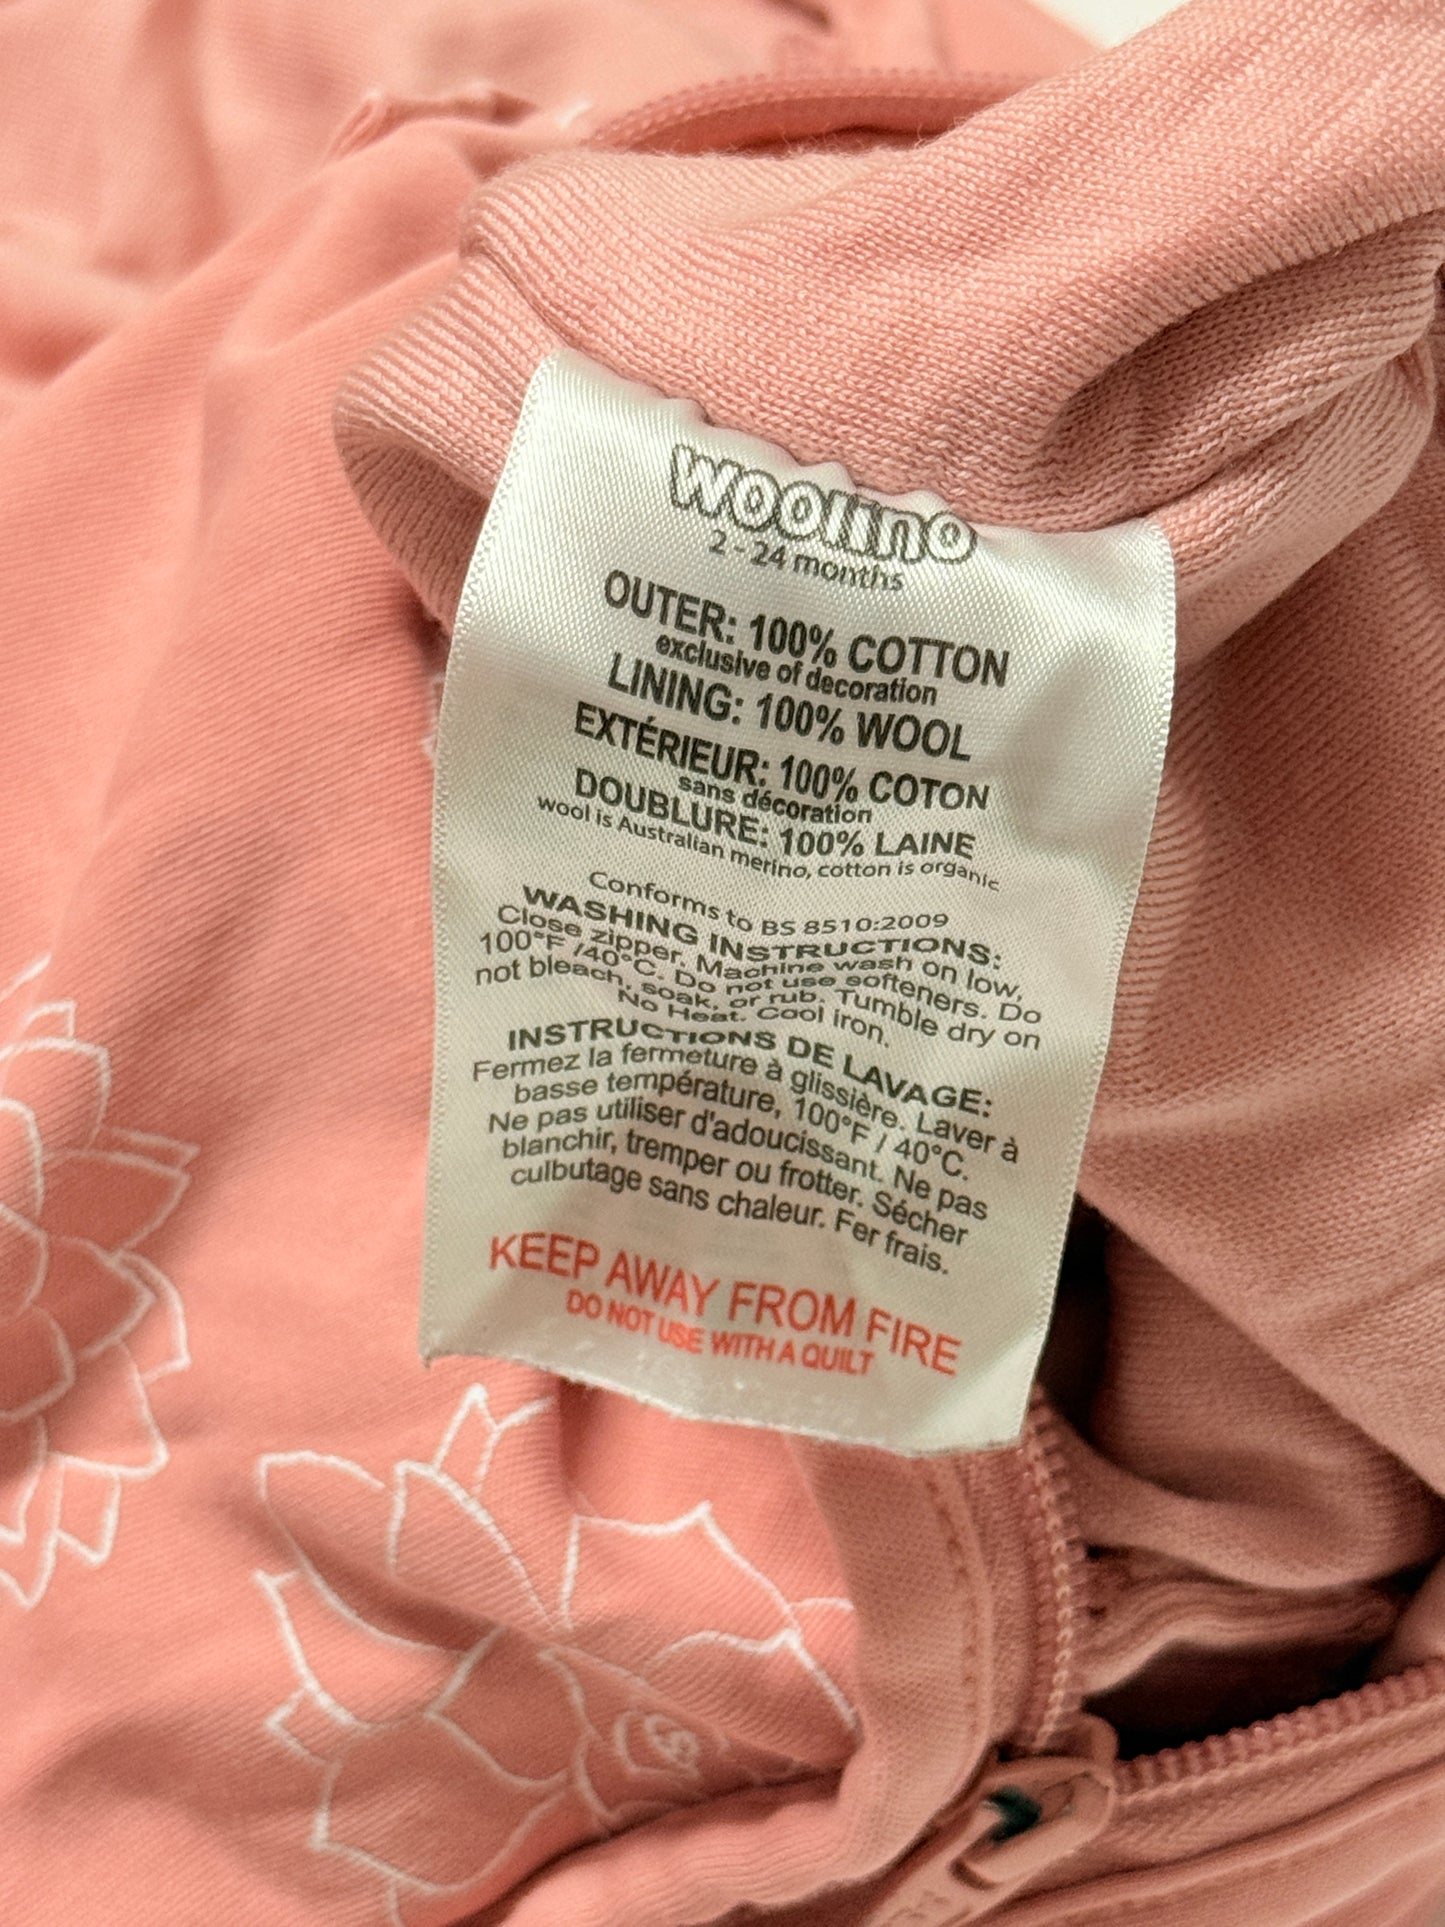 woolino
2 - 24 months
OUTER: 100% COTTON
exclusive of decoration
LINING: 100% WOOL
EXTÉRIEUR: 100% COTON
sans décoration
DOUBLURE: 100% LAINE
wool is Australian merino, cotton is organic
Conforms to BS 8510:2009
WASHING INSTRUCTIONS:
Close zipper. Machine wash on low,
100°F /40°C. Do not use softeners. Do
not bleach, soak, or rub. Tumble dry on
No Heat. Cool iron.
INSTRUCTIONS DE LAVAGE:
Fermez la fermeture à glissière. Laver à
basse température, 100°F / 40°C.
Ne pas utiliser d'adoucissant. Ne pas
blanchir, tremper ou frotter. Sécher
culbutage sans chaleur. Fer frais.
KEEP AWAY FROM FIRE
DO NOT USE WITH A QUILT